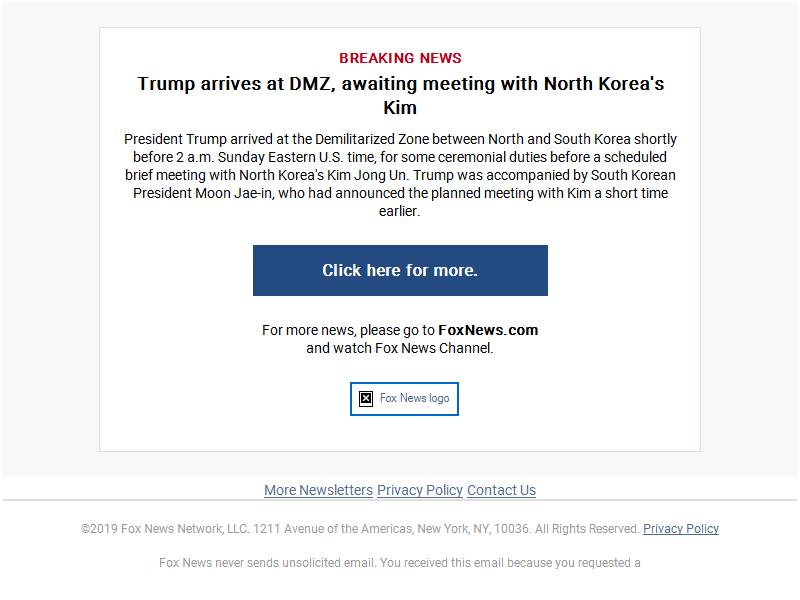 BREAKING NEWS
Trump arrives at DMZ, awaiting meeting with North Korea's
Kim
President Trump arrived at the Demilitarized Zone between North and South Korea shortly
before 2 a.m. Sunday Eastern U.S. time, for some ceremonial duties before a scheduled
brief meeting with North Korea's Kim Jong Un. Trump was accompanied by South Korean
President Moon Jae-in, who had announced the planned meeting with Kim a short time
earlier.
Click here for more.
For more news, please go to FoxNews.com
and watch Fox News Channel.
Fox News logo
More Newsletters Privacy Policy Contact Us
©2019 Fox News Network, LLC. 1211 Avenue of the Americas, New York, NY, 10036. All Rights Reserved. Privacy Policy
Fox News never sends unsolicited email. You received this email because you requested a